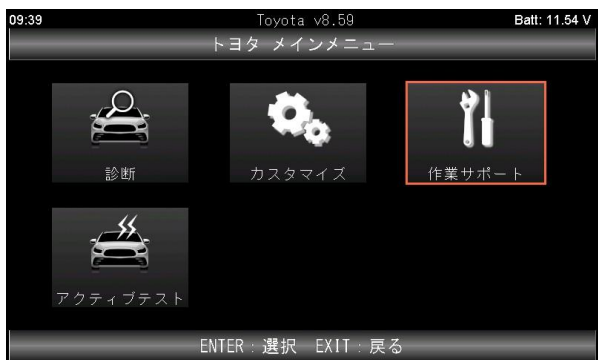 09:39 Toyota v8.59 Batt: 11.54 V
トヨタ メインメニュー
診断 カスタマイズ 作業サポート
アクティブテスト
ENTER：選択 EXIT：戻る